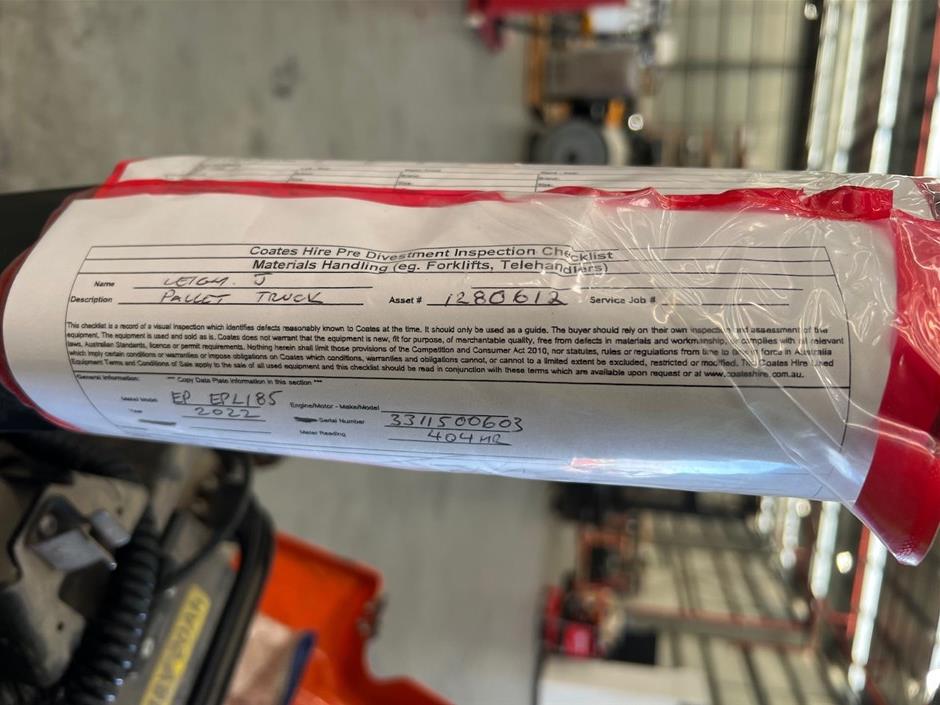 Coates Hire Pre Divestment Inspection Checklist
Materials Handling (eg. Forklifts, Telehandlers)
Name LEIGH. J
Description PALLET TRUCK Asset # 1280612 Service Job #
This checklist is a record of a visual inspection which identifies defects reasonably known to Coates at the time. It should only be used as a guide. The buyer should rely on their own inspection and assessment of the
equipment. The equipment is used and sold as is. Coates does not warrant that the equipment is new, fit for purpose, of merchantable quality, free from defects in materials and workmanship, or complies with all relevant
laws, Australian Standards, licence or permit requirements. Nothing herein shall limit those provisions of the Competition and Consumer Act 2010, nor statutes, rules or regulations from time to time in force in Australia
which imply certain conditions or warranties or impose obligations on Coates which conditions, warranties and obligations cannot, or cannot to a limited extent be excluded, restricted or modified. The Coates Hire Used
Equipment Terms and Conditions of Sale apply to the sale of all used equipment and this checklist should be read in conjunction with these terms which are available upon request or at www.coateshire.com.au.
General Information: *** Copy Data Plate Information in this section ***
Model EP EPL185 Engine/Motor - Make/Model
Year 2022 Serial Number 3311500603
Meter Reading 404 HR